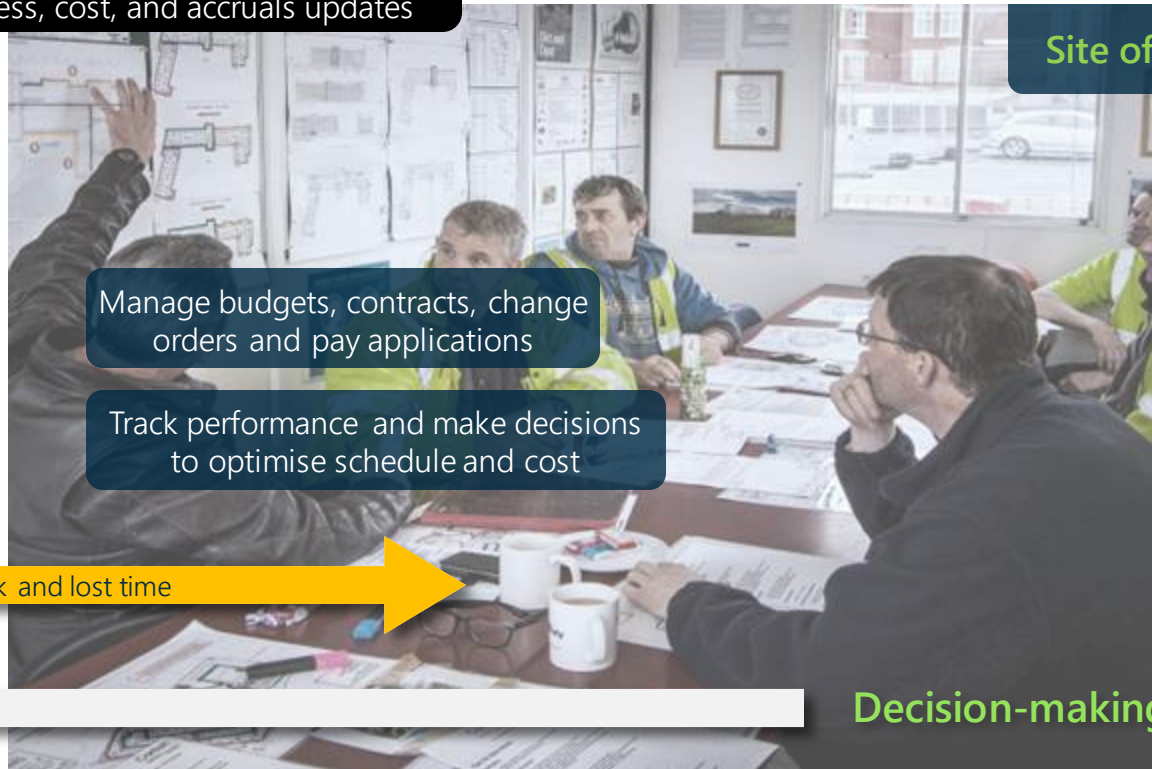 ess, cost, and accruals updates
Site of
Manage budgets, contracts, change
orders and pay applications
Track performance and make decisions
to optimise schedule and cost
k and lost time
Decision-making